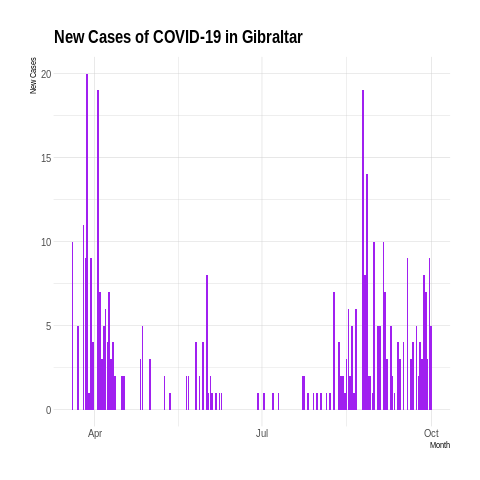 New Cases of COVID-19 in Gibraltar
New Cases
20
15
10
5
0
Apr
Jul
Oct
Month